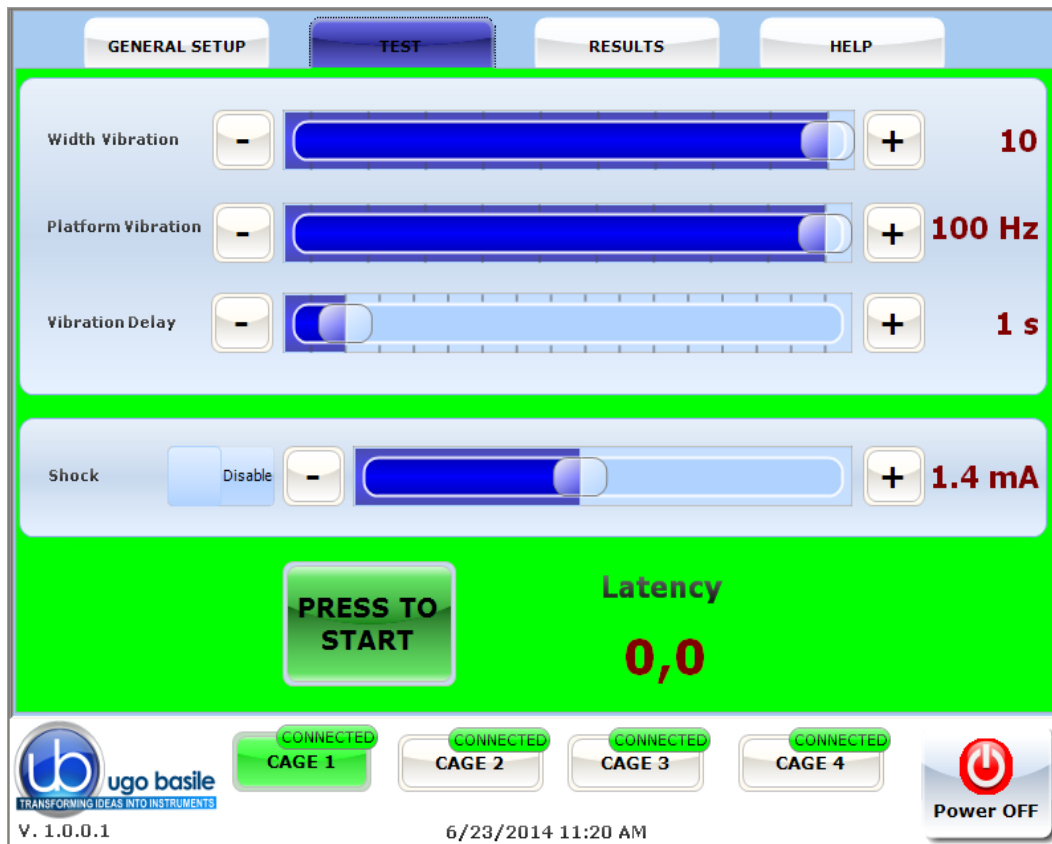 GENERAL SETUP TEST RESULTS HELP
Width Vibration - + 10
Platform Vibration - + 100 Hz
Vibration Delay - + 1 s
Shock Disable - + 1.4 mA
PRESS TO
START
Latency
0,0
CONNECTED CONNECTED CONNECTED CONNECTED
CAGE 1 CAGE 2 CAGE 3 CAGE 4
ub ugo basile
TRANSFORMING IDEAS INTO INSTRUMENTS
Power OFF
V. 1.0.0.1 6/23/2014 11:20 AM